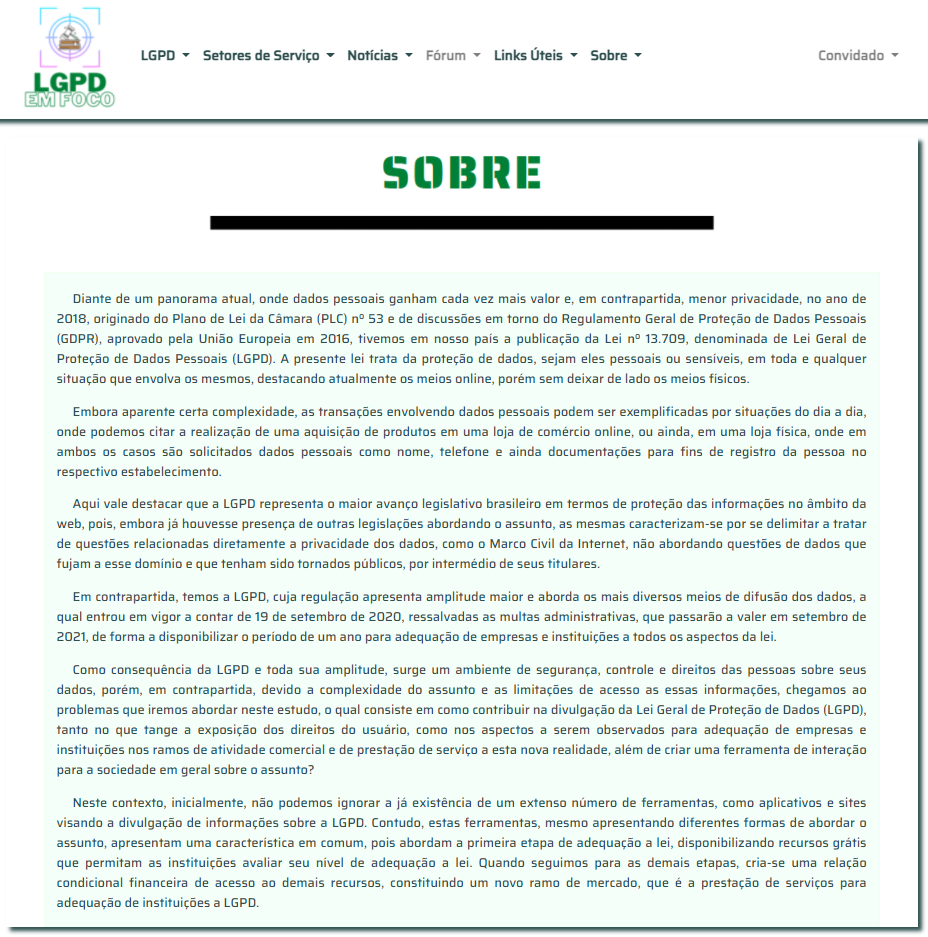 LGPD
EM FOCO
LGPD Setores de Serviço Notícias Fórum Links Úteis Sobre Convidado
SOBRE
Diante de um panorama atual, onde dados pessoais ganham cada vez mais valor e, em contrapartida, menor privacidade, no ano de
2018, originado do Plano de Lei da Câmara (PLC) nº 53 e de discussões em torno do Regulamento Geral de Proteção de Dados Pessoais
(GDPR), aprovado pela União Europeia em 2016, tivemos em nosso país a publicação da Lei nº 13.709, denominada de Lei Geral de
Proteção de Dados Pessoais (LGPD). A presente lei trata da proteção de dados, sejam eles pessoais ou sensíveis, em toda e qualquer
situação que envolva os mesmos, destacando atualmente os meios online, porém sem deixar de lado os meios físicos.
Embora aparente certa complexidade, as transações envolvendo dados pessoais podem ser exemplificadas por situações do dia a dia,
onde podemos citar a realização de uma aquisição de produtos em uma loja de comércio online, ou ainda, em uma loja física, onde em
ambos os casos são solicitados dados pessoais como nome, telefone e ainda documentações para fins de registro da pessoa no
respectivo estabelecimento.
Aqui vale destacar que a LGPD representa o maior avanço legislativo brasileiro em termos de proteção das informações no âmbito da
web, pois, embora já houvesse presença de outras legislações abordando o assunto, as mesmas caracterizam-se por se delimitar a tratar
de questões relacionadas diretamente a privacidade dos dados, como o Marco Civil da Internet, não abordando questões de dados que
fujam a esse domínio e que tenham sido tornados públicos, por intermédio de seus titulares.
Em contrapartida, temos a LGPD, cuja regulação apresenta amplitude maior e aborda os mais diversos meios de difusão dos dados, a
qual entrou em vigor a contar de 19 de setembro de 2020, ressalvadas as multas administrativas, que passarão a valer em setembro de
2021, de forma a disponibilizar o período de um ano para adequação de empresas e instituições a todos os aspectos da lei.
Como consequência da LGPD e toda sua amplitude, surge um ambiente de segurança, controle e direitos das pessoas sobre seus
dados, porém, em contrapartida, devido a complexidade do assunto e as limitações de acesso as essas informações, chegamos ao
problemas que iremos abordar neste estudo, o qual consiste em como contribuir na divulgação da Lei Geral de Proteção de Dados (LGPD),
tanto no que tange a exposição dos direitos do usuário, como nos aspectos a serem observados para adequação de empresas e
instituições nos ramos de atividade comercial e de prestação de serviço a esta nova realidade, além de criar uma ferramenta de interação
para a sociedade em geral sobre o assunto?
Neste contexto, inicialmente, não podemos ignorar a já existência de um extenso número de ferramentas, como aplicativos e sites
visando a divulgação de informações sobre a LGPD. Contudo, estas ferramentas, mesmo apresentando diferentes formas de abordar o
assunto, apresentam uma característica em comum, pois abordam a primeira etapa de adequação a lei, disponibilizando recursos grátis
que permitam as instituições avaliar seu nível de adequação a lei. Quando seguimos para as demais etapas, cria-se uma relação
condicional financeira de acesso ao demais recursos, constituindo um novo ramo de mercado, que é a prestação de serviços para
adequação de instituições a LGPD.